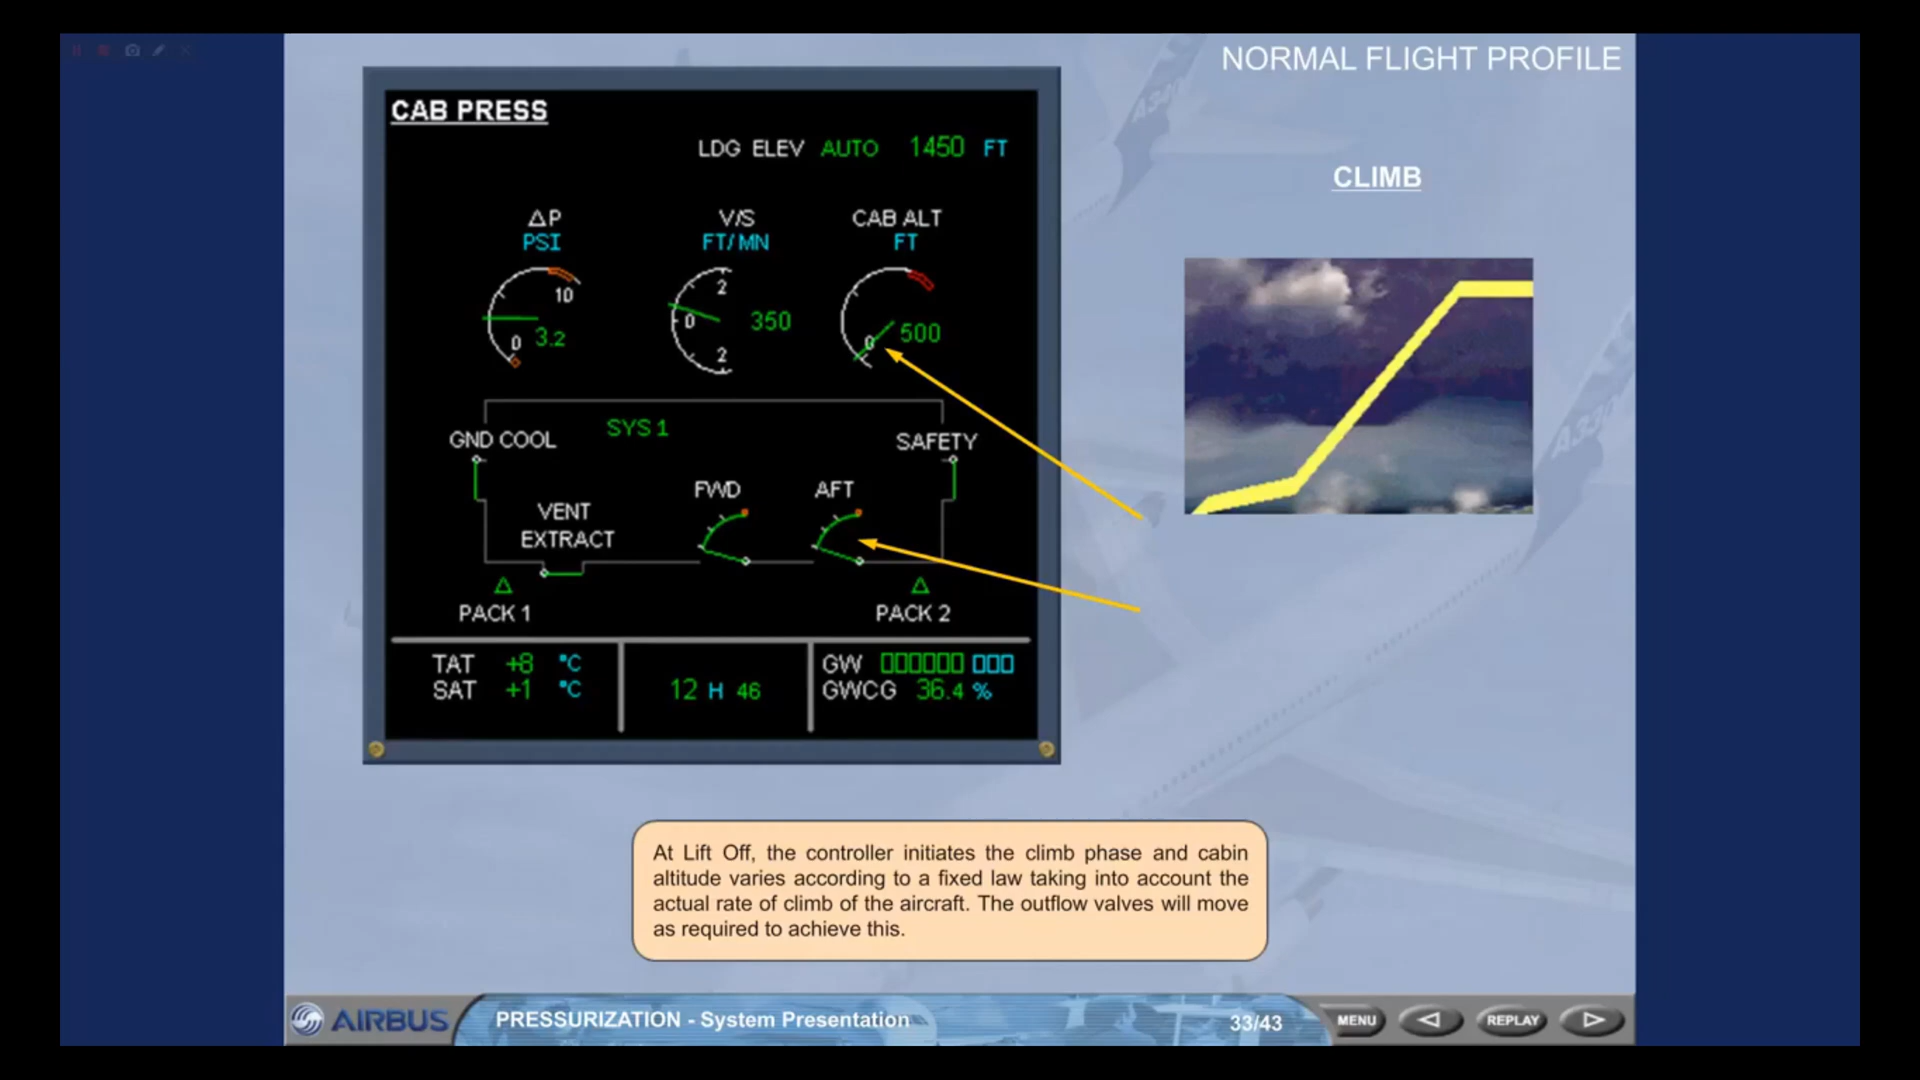 NORMAL FLIGHT PROFILE
CAB PRESS
LDG ELEV AUTO 1450 FT
CLIMB
ΔP V/S CAB ALT
PSI FT/MN FT
10 2
0 3.2 0 350 0 500
2
SYS 1
GND COOL SAFETY
FWD AFT
VENT
EXTRACT
PACK 1 PACK 2
TAT +8 °C GW
SAT +1 °C 12 H 46 GWCG 36.4 %
At Lift Off, the controller initiates the climb phase and cabin
altitude varies according to a fixed law taking into account the
actual rate of climb of the aircraft. The outflow valves will move
as required to achieve this.
AIRBUS PRESSURIZATION - System Presentation 33/43 MENU REPLAY